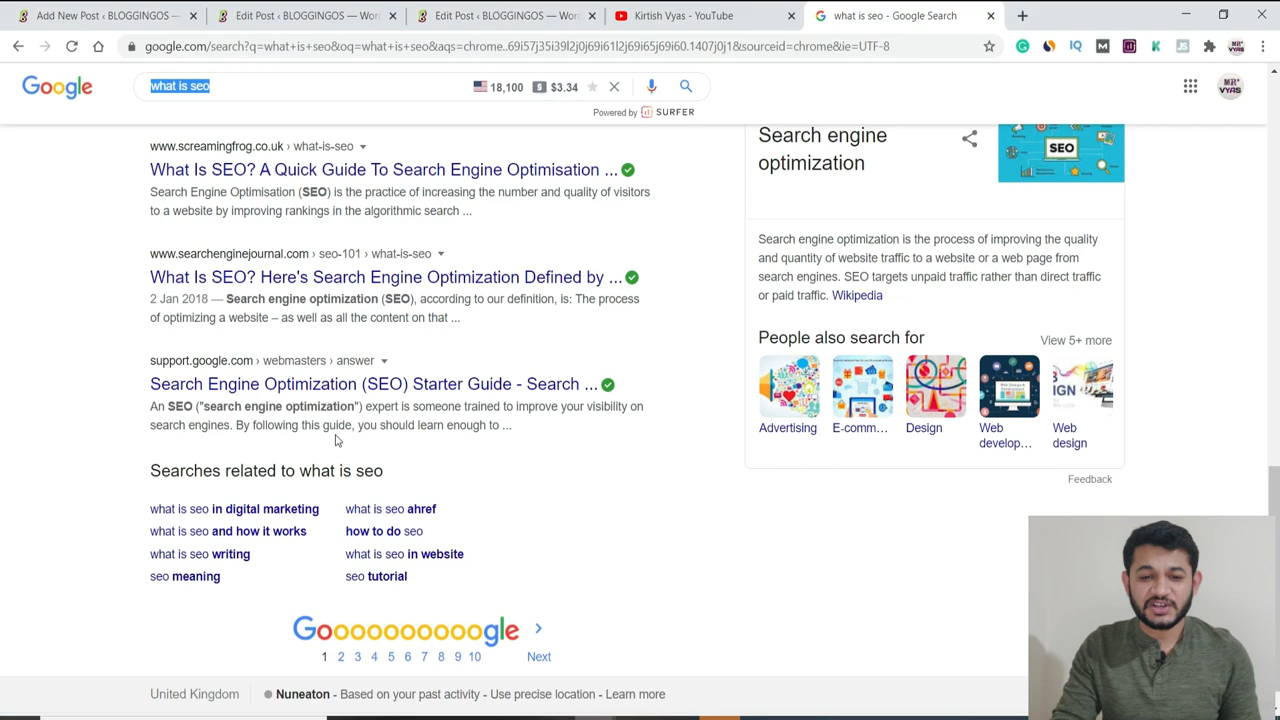 Add New Post ‹ BLOGGINGOS —
Edit Post ‹ BLOGGINGOS — Wor
Edit Post ‹ BLOGGINGOS — Wor
Kirtish Vyas - YouTube
what is seo - Google Search
google.com/search?q=what+is+seo&oq=what+is+seo&aqs=chrome..69i57j35i39l2j0j69i61l2j69i65j69i60.1407j0j1&sourceid=chrome&ie=UTF-8
Google
what is seo
18,100
$3.34
MR
VYAS
Powered by SURFER
www.screamingfrog.co.uk › what-is-seo
What Is SEO? A Quick Guide To Search Engine Optimisation ...
Search Engine Optimisation (SEO) is the practice of increasing the number and quality of visitors
to a website by improving rankings in the algorithmic search ...
www.searchenginejournal.com › seo-101 › what-is-seo
What Is SEO? Here's Search Engine Optimization Defined by ...
2 Jan 2018 — Search engine optimization (SEO), according to our definition, is: The process
of optimizing a website – as well as all the content on that ...
support.google.com › webmasters › answer
Search Engine Optimization (SEO) Starter Guide - Search ...
An SEO ("search engine optimization") expert is someone trained to improve your visibility on
search engines. By following this guide, you should learn enough to ...
Searches related to what is seo
what is seo in digital marketing
what is seo ahref
what is seo and how it works
how to do seo
what is seo writing
what is seo in website
seo meaning
seo tutorial
Goooooooooogle
1 2 3 4 5 6 7 8 9 10 Next
United Kingdom
Nuneaton - Based on your past activity - Use precise location - Learn more
Search engine
optimization
SEO
Search engine optimization is the process of improving the quality
and quantity of website traffic to a website or a web page from
search engines. SEO targets unpaid traffic rather than direct traffic
or paid traffic. Wikipedia
People also search for
View 5+ more
Advertising
E-comm...
Design
Web
develop...
Web
design
Feedback